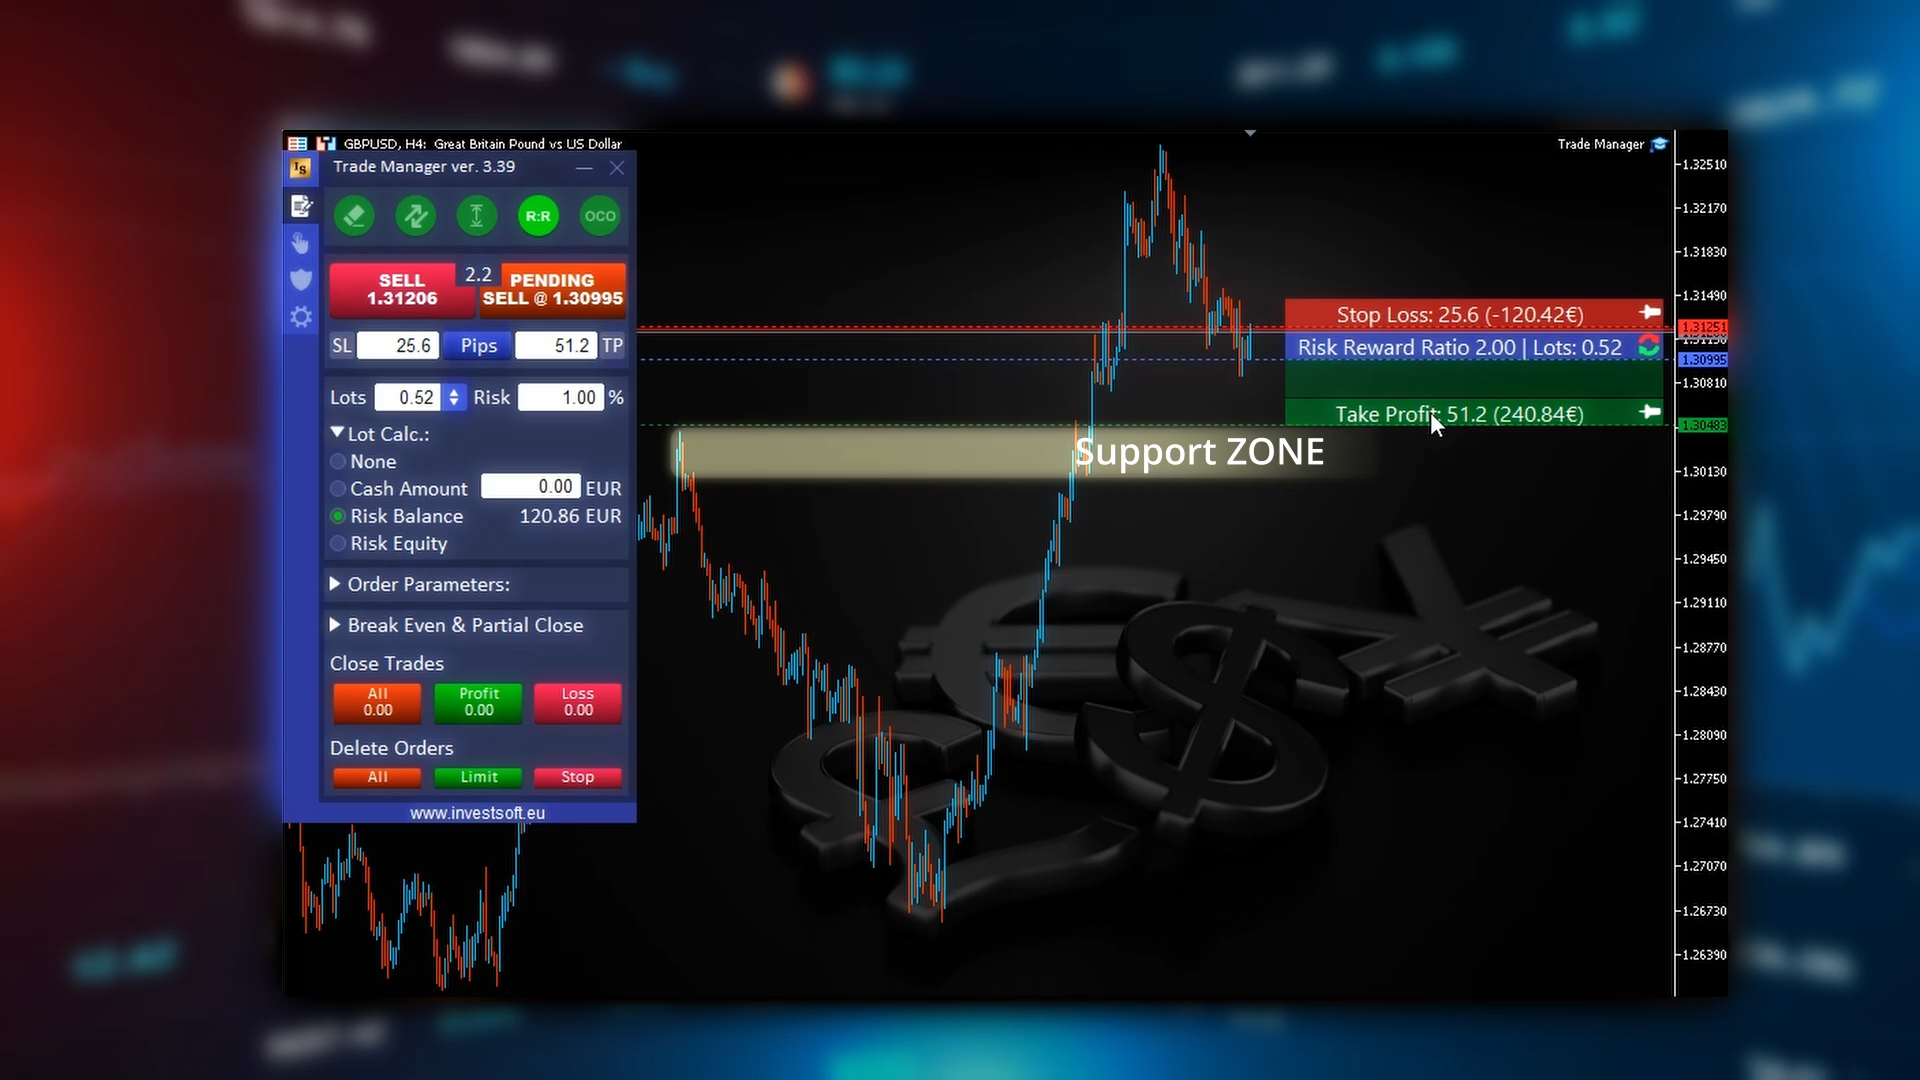 GBPUSD, H4: Great Britain Pound vs US Dollar
Trade Manager
IS
Trade Manager ver. 3.39
R:R
OCO
SELL
1.31206
2.2
PENDING
SELL @ 1.30995
SL 25.6 Pips 51.2 TP
Lots 0.52 Risk 1.00 %
Lot Calc.:
None
Cash Amount 0.00 EUR
Risk Balance 120.86 EUR
Risk Equity
Order Parameters:
Break Even & Partial Close
Close Trades
All
0.00
Profit
0.00
Loss
0.00
Delete Orders
All
Limit
Stop
www.investsoft.eu
Stop Loss: 25.6 (-120.42€)
Risk Reward Ratio 2.00 | Lots: 0.52
Take Profit: 51.2 (240.84€)
Support ZONE
1.32510
1.32170
1.31830
1.31490
1.31251
1.30995
1.30810
1.30483
1.30130
1.29790
1.29450
1.29110
1.28770
1.28430
1.28090
1.27750
1.27410
1.27070
1.26730
1.26390